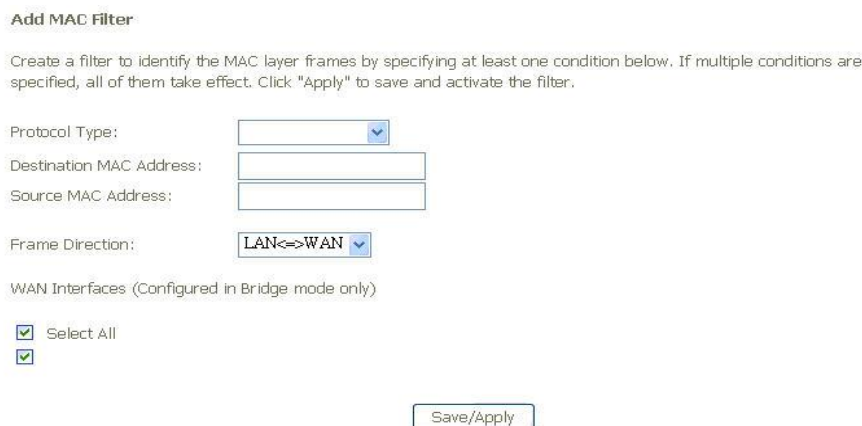 Add MAC Filter
Create a filter to identify the MAC layer frames by specifying at least one condition below. If multiple conditions are
specified, all of them take effect. Click "Apply" to save and activate the filter.
Protocol Type:
Destination MAC Address:
Source MAC Address:
Frame Direction: LAN<=>WAN
WAN Interfaces (Configured in Bridge mode only)
Select All
Save/Apply